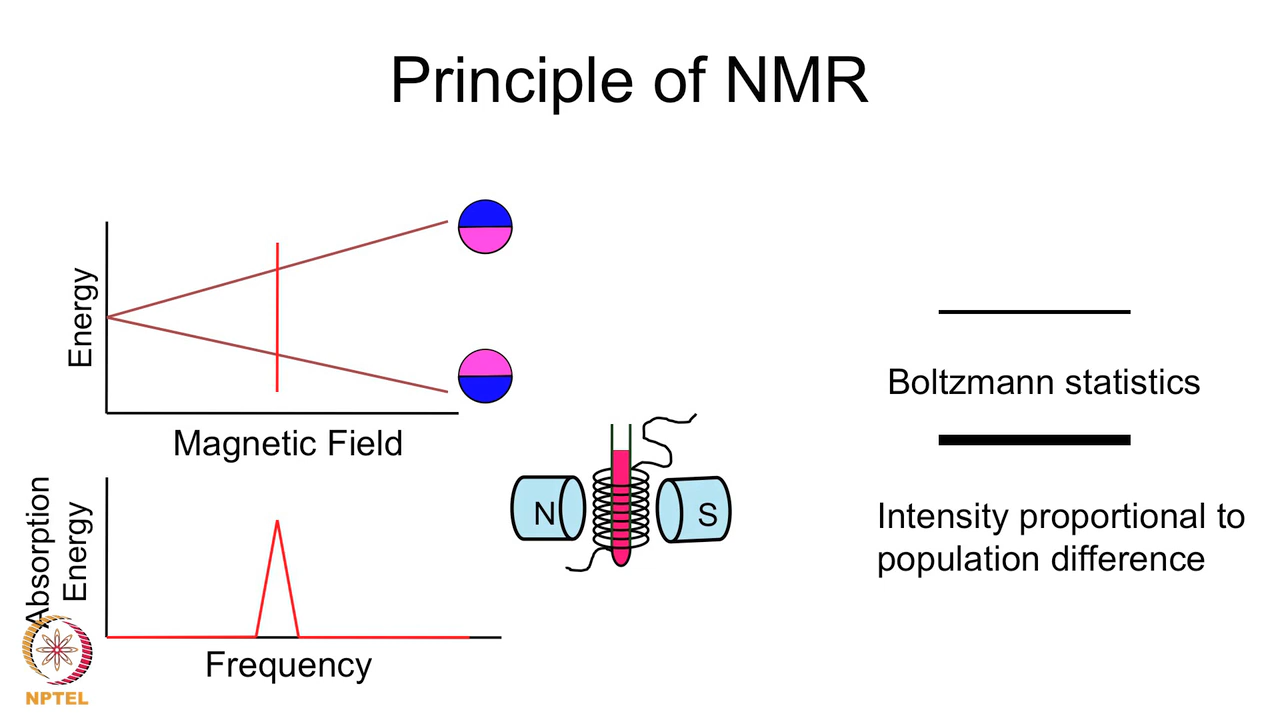 Principle of NMR
Energy
Magnetic Field
Absorption
Energy
Frequency
N
S
Boltzmann statistics
Intensity proportional to
population difference
NPTEL